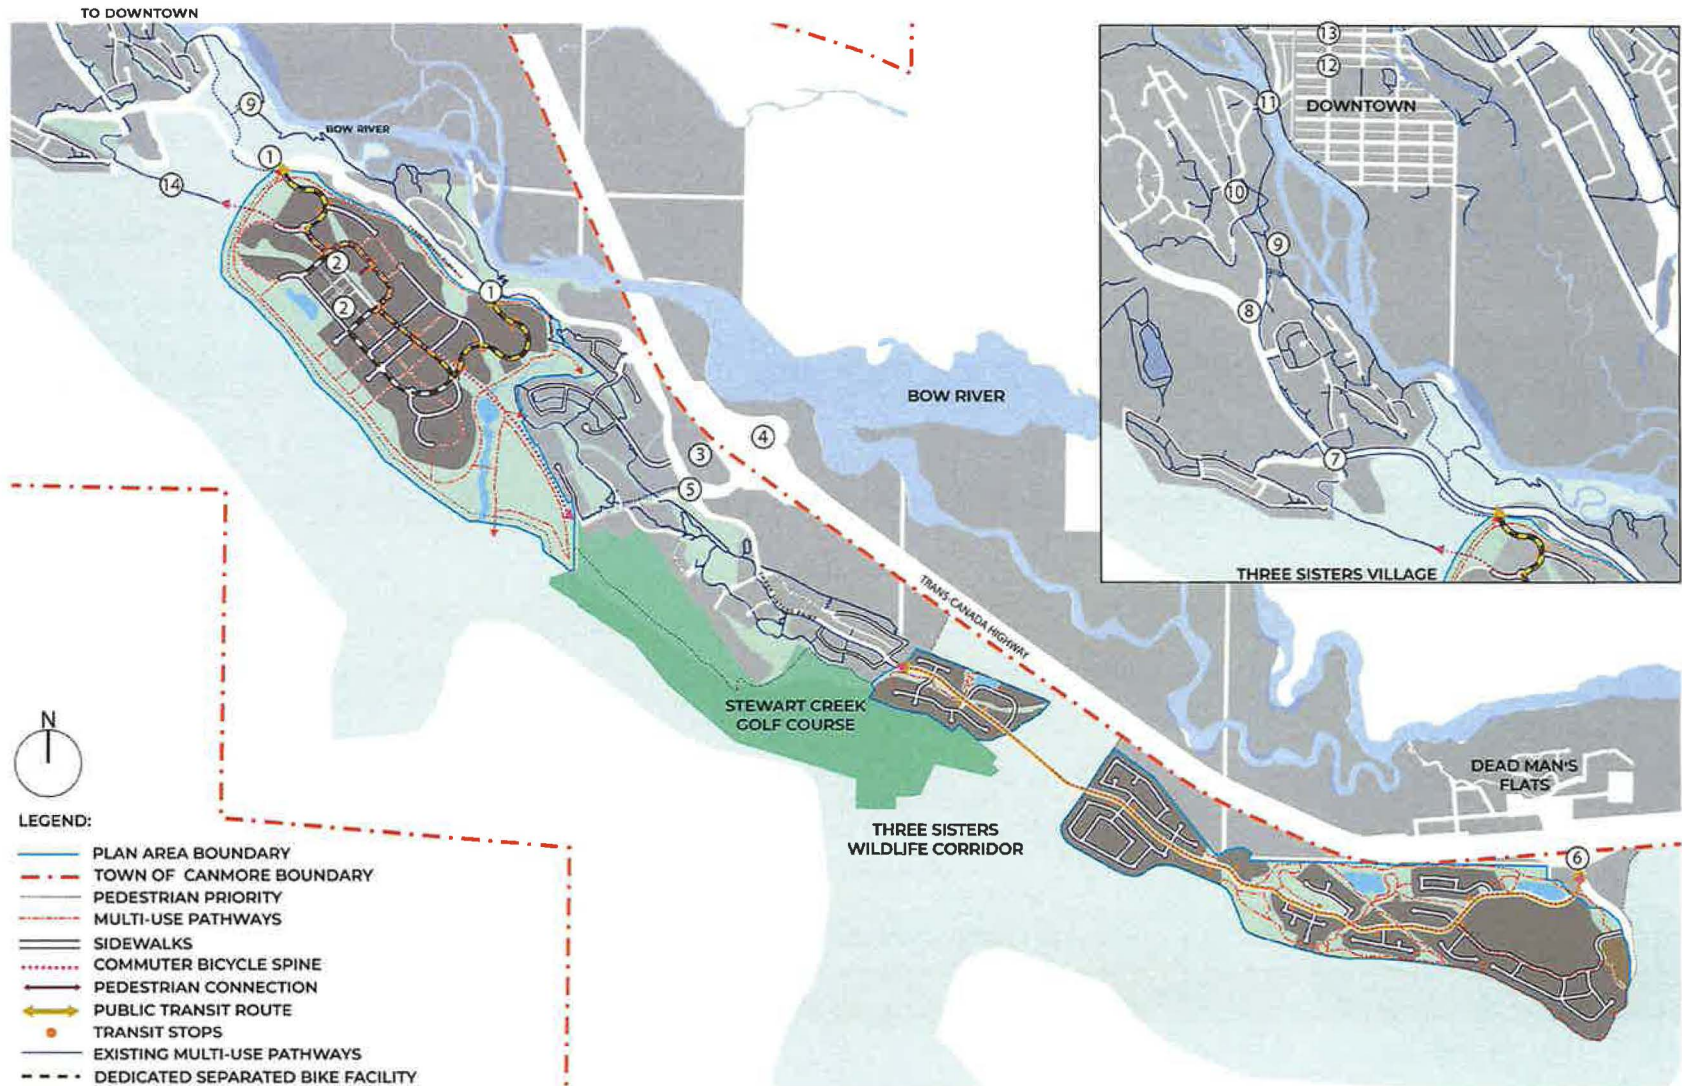 TO DOWNTOWN
9
BOW RIVER
1
14
2
2
1
3
4
5
BOW RIVER
TRANS-CANADA HIGHWAY
STEWART CREEK
GOLF COURSE
THREE SISTERS
WILDLIFE CORRIDOR
DEAD MAN'S
FLATS
6
13
12
11
DOWNTOWN
10
9
8
7
THREE SISTERS VILLAGE
N
LEGEND:
PLAN AREA BOUNDARY
TOWN OF CANMORE BOUNDARY
PEDESTRIAN PRIORITY
MULTI-USE PATHWAYS
SIDEWALKS
COMMUTER BICYCLE SPINE
PEDESTRIAN CONNECTION
PUBLIC TRANSIT ROUTE
TRANSIT STOPS
EXISTING MULTI-USE PATHWAYS
DEDICATED SEPARATED BIKE FACILITY